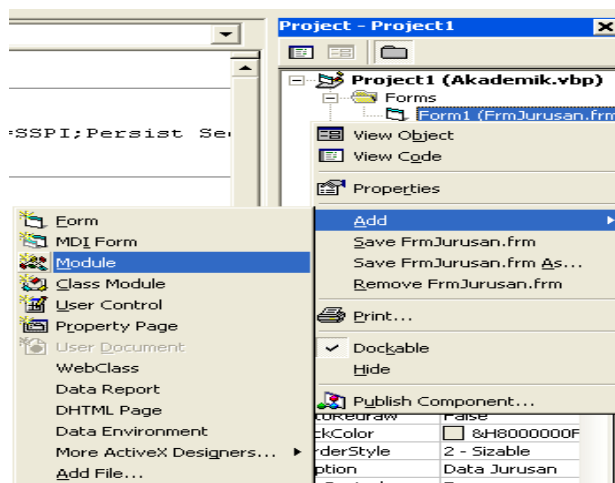 Project - Project1
Project1 (Akademik.vbp)
Forms
Form1 (FrmJurusan.frm
=SSPI;Persist Se
View Object
View Code
Properties
Add
Save FrmJurusan.frm
Save FrmJurusan.frm As...
Remove FrmJurusan.frm
Print...
Dockable
Hide
Publish Component...
Form
MDI Form
Module
Class Module
User Control
Property Page
User Document
WebClass
Data Report
DHTML Page
Data Environment
More ActiveX Designers...
Add File...
toRedraw False
ckColor &H8000000F
rderStyle 2 - Sizable
ption Data Jurusan